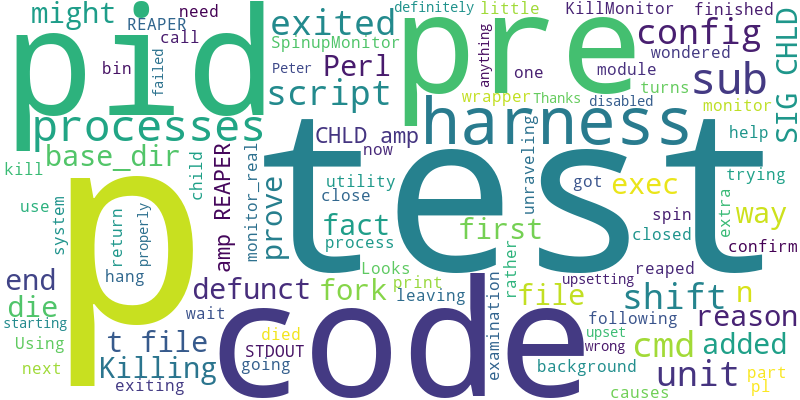 definitely little KillMonitor finished
might REAPER need exited wondered
call SpinupMonitor config
pid pre
bin failed Perl Peter anything one module sub SIG CHLD
script wrapper Thanks disabled turns
processes harness monitor
CHLD amp now help
base_dir test
kill child amp REAPER monitor_real prove utility close got unraveling exec trying
p use system fact first spin extra way
process closed confirm
return properly Looks rather reaped
hang print upsetting
end defunct fork leaving file shift n
die wait examination following reason
starting t file died upset
Using STDOUT going wrong cmd added
next Killing code background unit part
exiting causes pl